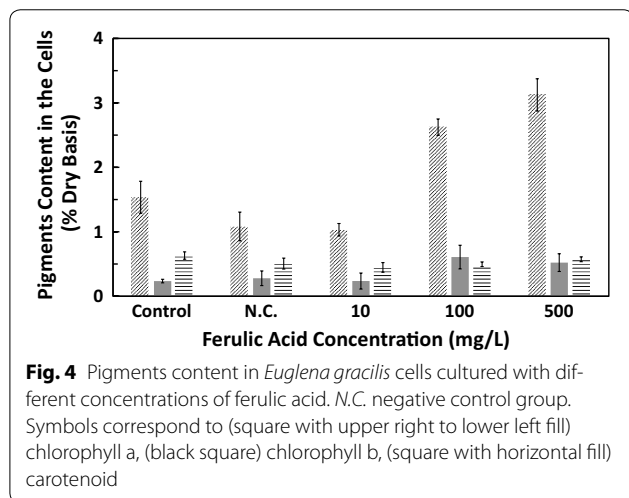 Pigments Content in the Cells
(% Dry Basis)
4
3
2
1
0
Control N.C. 10 100 500
Ferulic Acid Concentration (mg/L)
Fig. 4 Pigments content in Euglena gracilis cells cultured with dif-
ferent concentrations of ferulic acid. N.C. negative control group.
Symbols correspond to (square with upper right to lower left fill)
chlorophyll a, (black square) chlorophyll b, (square with horizontal fill)
carotenoid